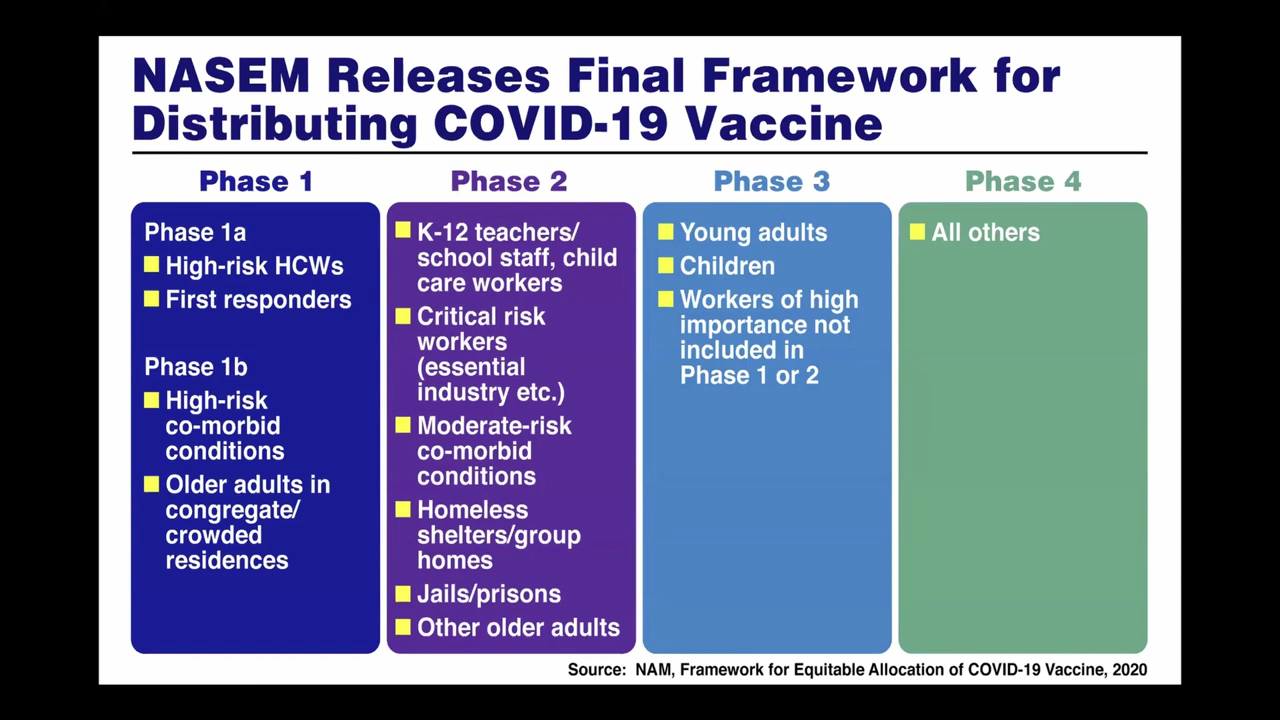 NASEM Releases Final Framework for
Distributing COVID-19 Vaccine
Phase 1
Phase 1a
High-risk HCWs
First responders
Phase 1b
High-risk
co-morbid
conditions
Older adults in
congregate/
crowded
residences
Phase 2
K-12 teachers/
school staff, child
care workers
Critical risk
workers
(essential
industry etc.)
Moderate-risk
co-morbid
conditions
Homeless
shelters/group
homes
Jails/prisons
Other older adults
Phase 3
Young adults
Children
Workers of high
importance not
included in
Phase 1 or 2
Phase 4
All others
Source: NAM, Framework for Equitable Allocation of COVID-19 Vaccine, 2020